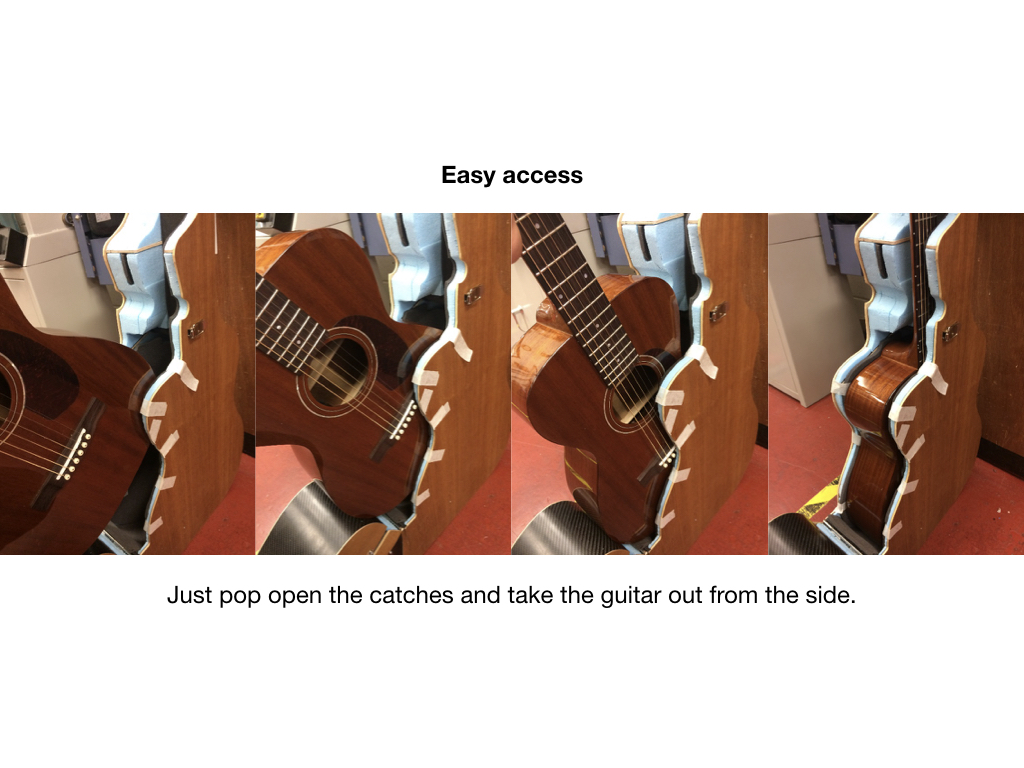 Easy access
Just pop open the catches and take the guitar out from the side.